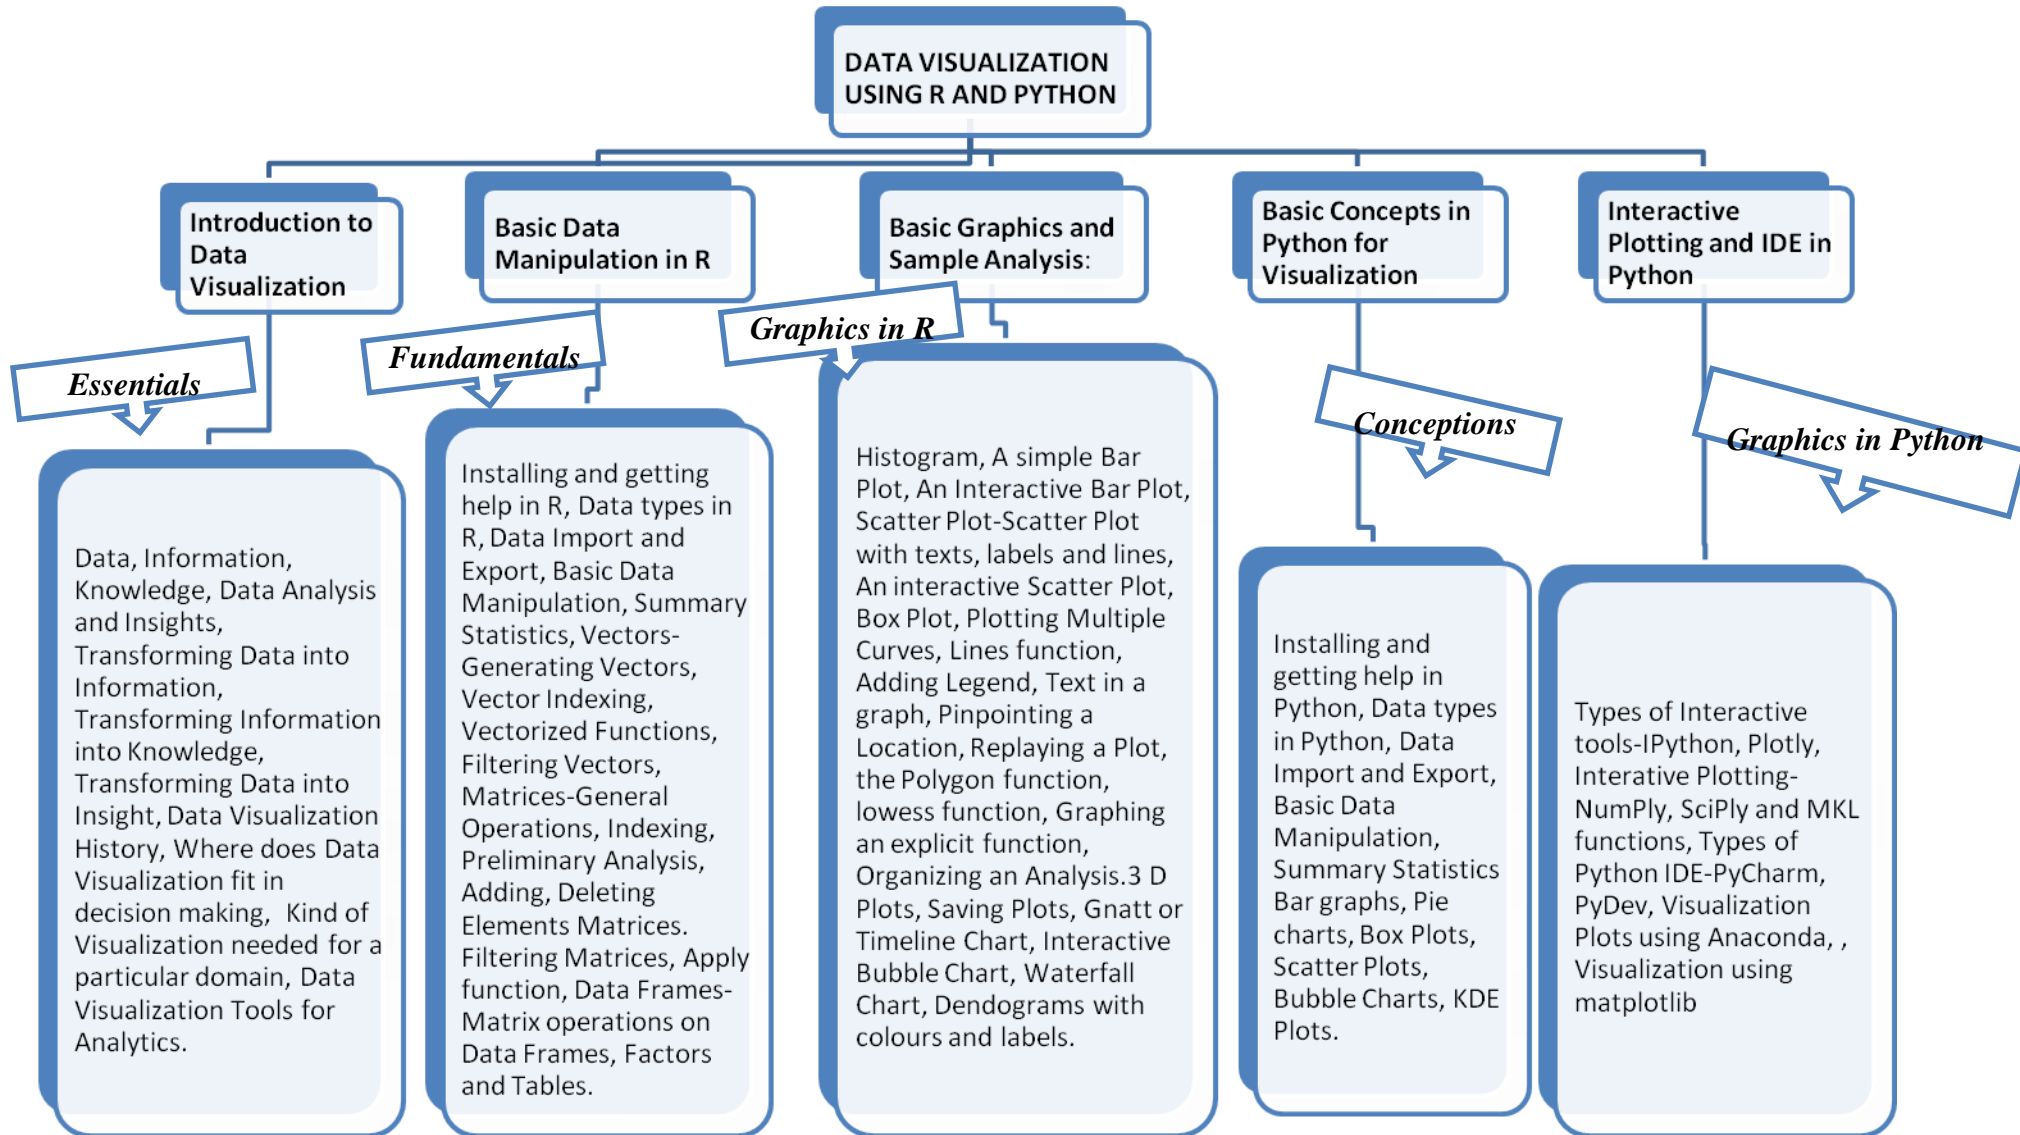 DATA VISUALIZATION
USING R AND PYTHON
Introduction to
Data
Visualization
Essentials
Data, Information,
Knowledge, Data Analysis
and Insights,
Transforming Data into
Information,
Transforming Information
into Knowledge,
Transforming Data into
Insight, Data Visualization
History, Where does Data
Visualization fit in
decision making, Kind of
Visualization needed for a
particular domain, Data
Visualization Tools for
Analytics.
Basic Data
Manipulation in R
Fundamentals
Installing and getting
help in R, Data types in
R, Data Import and
Export, Basic Data
Manipulation, Summary
Statistics, Vectors-
Generating Vectors,
Vector Indexing,
Vectorized Functions,
Filtering Vectors,
Matrices-General
Operations, Indexing,
Preliminary Analysis,
Adding, Deleting
Elements Matrices.
Filtering Matrices, Apply
function, Data Frames-
Matrix operations on
Data Frames, Factors
and Tables.
Basic Graphics and
Sample Analysis:
Graphics in R
Histogram, A simple Bar
Plot, An Interactive Bar Plot,
Scatter Plot-Scatter Plot
with texts, labels and lines,
An interactive Scatter Plot,
Box Plot, Plotting Multiple
Curves, Lines function,
Adding Legend, Text in a
graph, Pinpointing a
Location, Replaying a Plot,
the Polygon function,
lowess function, Graphing
an explicit function,
Organizing an Analysis.3 D
Plots, Saving Plots, Gnatt or
Timeline Chart, Interactive
Bubble Chart, Waterfall
Chart, Dendograms with
colours and labels.
Basic Concepts in
Python for
Visualization
Conceptions
Installing and
getting help in
Python, Data types
in Python, Data
Import and Export,
Basic Data
Manipulation,
Summary Statistics
Bar graphs, Pie
charts, Box Plots,
Scatter Plots,
Bubble Charts, KDE
Plots.
Interactive
Plotting and IDE in
Python
Graphics in Python
Types of Interactive
tools-IPython, Plotly,
Interative Plotting-
NumPly, SciPly and MKL
functions, Types of
Python IDE-PyCharm,
PyDev, Visualization
Plots using Anaconda, ,
Visualization using
matplotlib